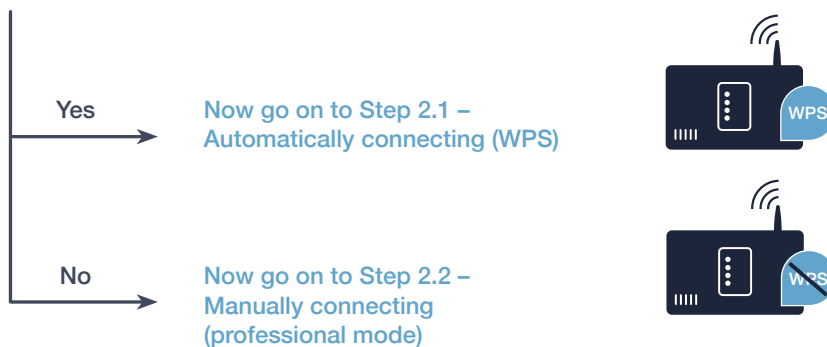 Yes
Now go on to Step 2.1 –
Automatically connecting (WPS)
WPS
No
Now go on to Step 2.2 –
Manually connecting
(professional mode)
WPS